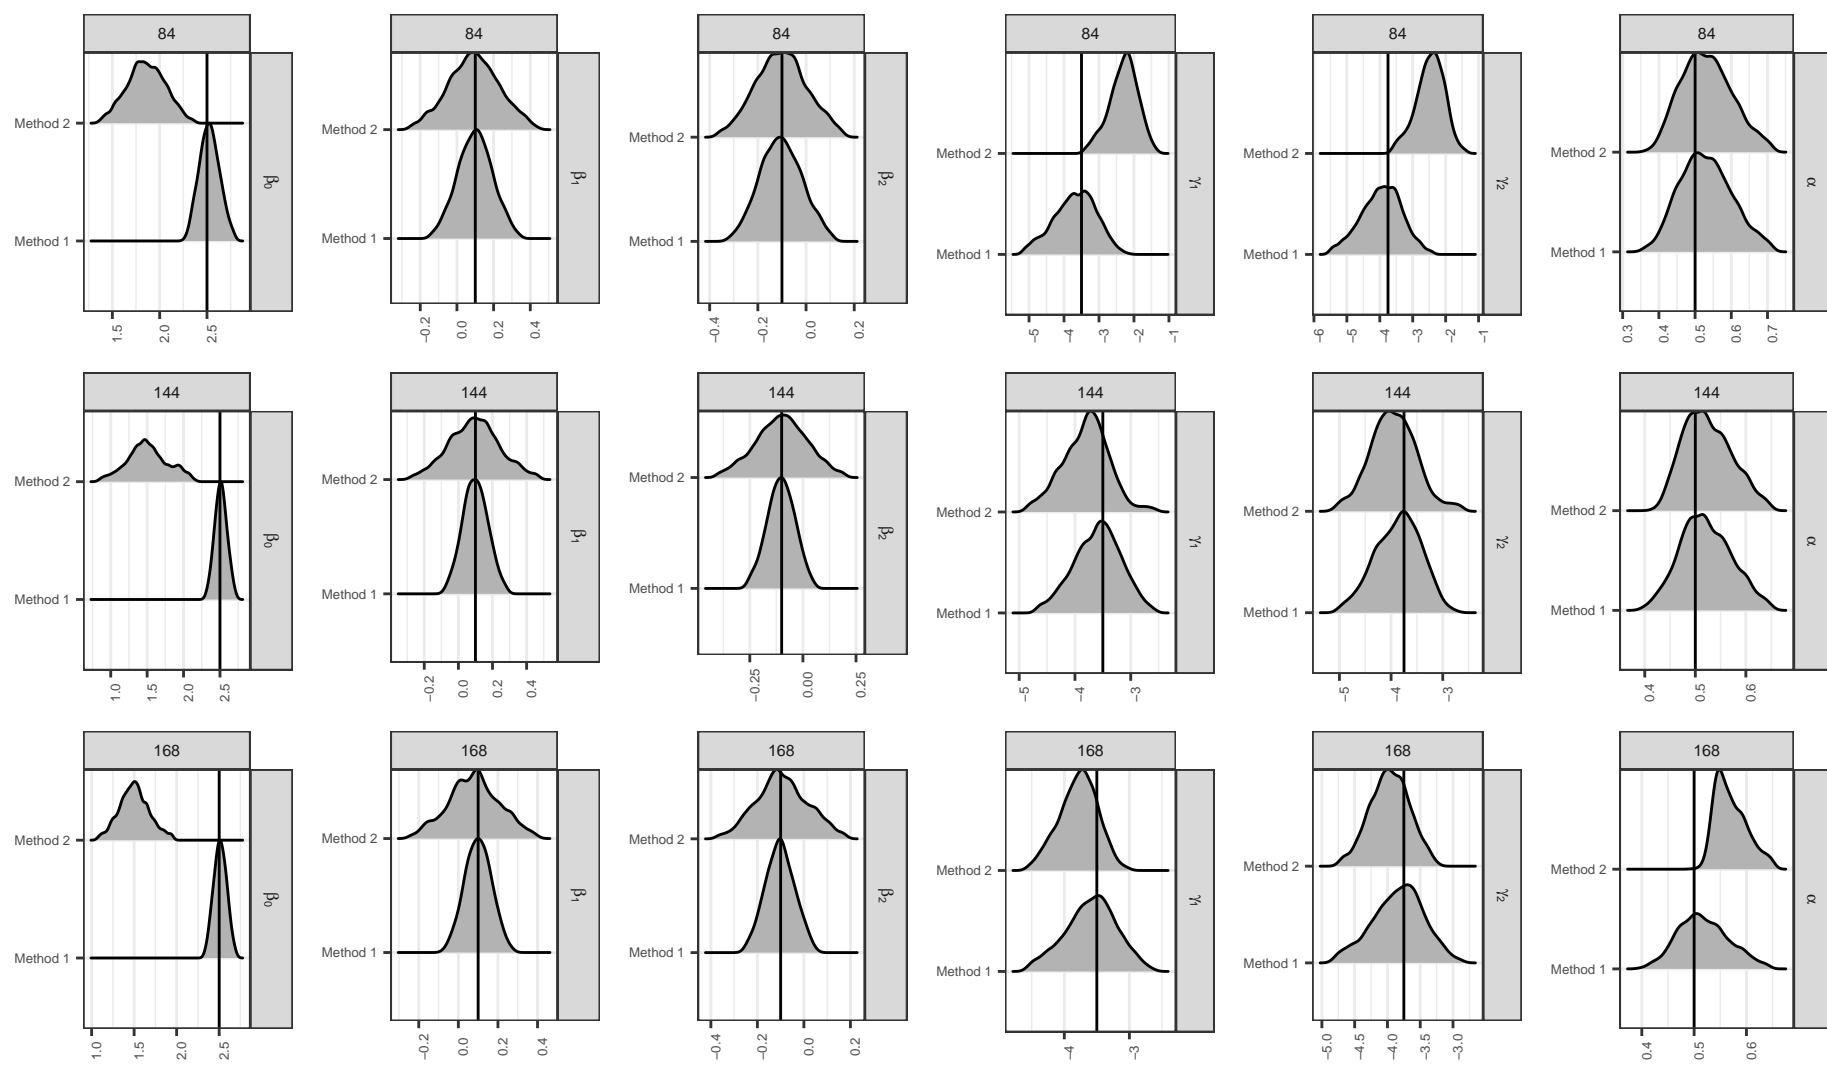 84 84 84 84 84 84
Method 2 Method 2 Method 2 Method 2 Method 2 Method 2
β0 β1 β2 γ1 γ2 α
Method 1 Method 1 Method 1 Method 1 Method 1 Method 1
1.5 2.0 2.5 −0.2 0.0 0.2 0.4 −0.4 −0.2 0.0 0.2 −5 −4 −3 −2 −1 −6 −5 −4 −3 −2 −1 0.3 0.4 0.5 0.6 0.7
144 144 144 144 144 144
Method 2 Method 2 Method 2 Method 2 Method 2 Method 2
β0 β1 β2 γ1 γ2 α
Method 1 Method 1 Method 1 Method 1 Method 1 Method 1
1.0 1.5 2.0 2.5 −0.2 0.0 0.2 0.4 −0.25 0.00 0.25 −5 −4 −3 −5 −4 −3 0.4 0.5 0.6
168 168 168 168 168 168
Method 2 Method 2 Method 2 Method 2 Method 2 Method 2
β0 β1 β2 γ1 γ2 α
Method 1 Method 1 Method 1 Method 1 Method 1 Method 1
1.0 1.5 2.0 2.5 −0.2 0.0 0.2 0.4 −0.4 −0.2 0.0 0.2 −4 −3 −5.0 −4.5 −4.0 −3.5 −3.0 0.4 0.5 0.6